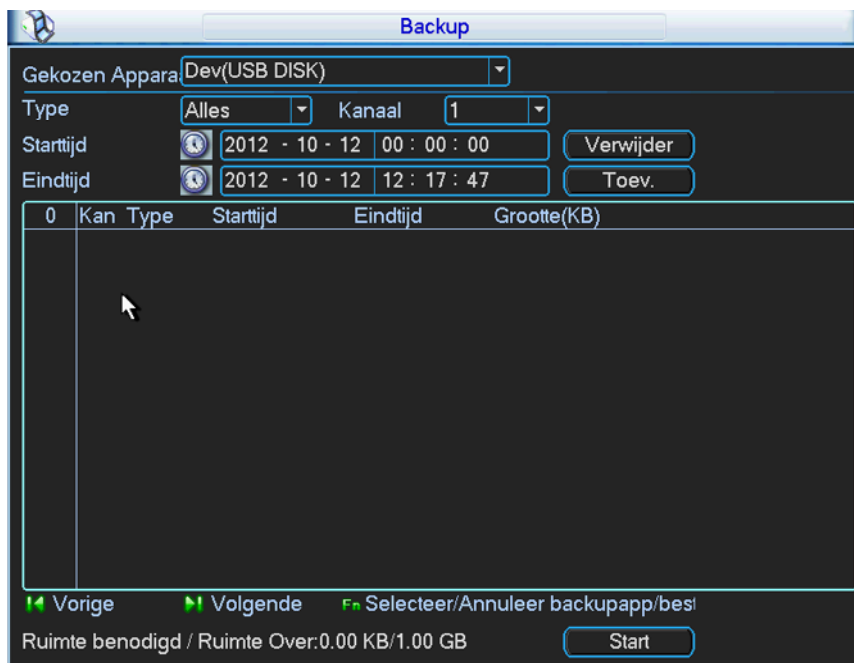 Backup
Gekozen Appara Dev(USB DISK)
Type Alles Kanaal 1
Starttijd 2012 - 10 - 12 00 : 00 : 00 Verwijder
Eindtijd 2012 - 10 - 12 12 : 17 : 47 Toev.
0 Kan Type Starttijd Eindtijd Grootte(KB)
Vorige Volgende Fn Selecteer/Annuleer backupapp/best
Ruimte benodigd / Ruimte Over:0.00 KB/1.00 GB Start